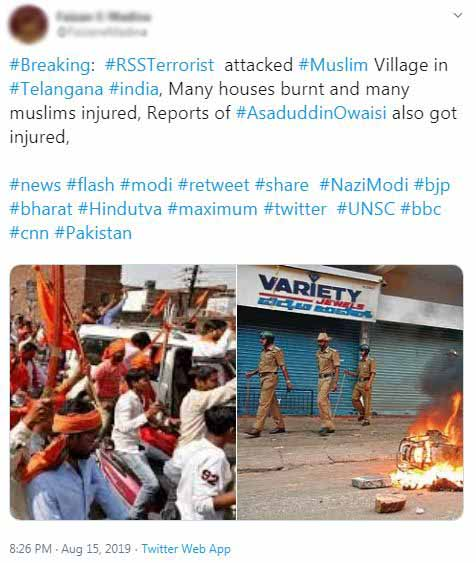 #Breaking: #RSSTerrorist attacked #Muslim Village in
#Telangana #india, Many houses burnt and many
muslims injured, Reports of #AsaduddinOwaisi also got
injured,
#news #flash #modi #retweet #share #NaziModi #bjp
#bharat #Hindutva #maximum #twitter #UNSC #bbc
#cnn #Pakistan
VARIETY
JEWELS
92
8:26 PM · Aug 15, 2019 · Twitter Web App